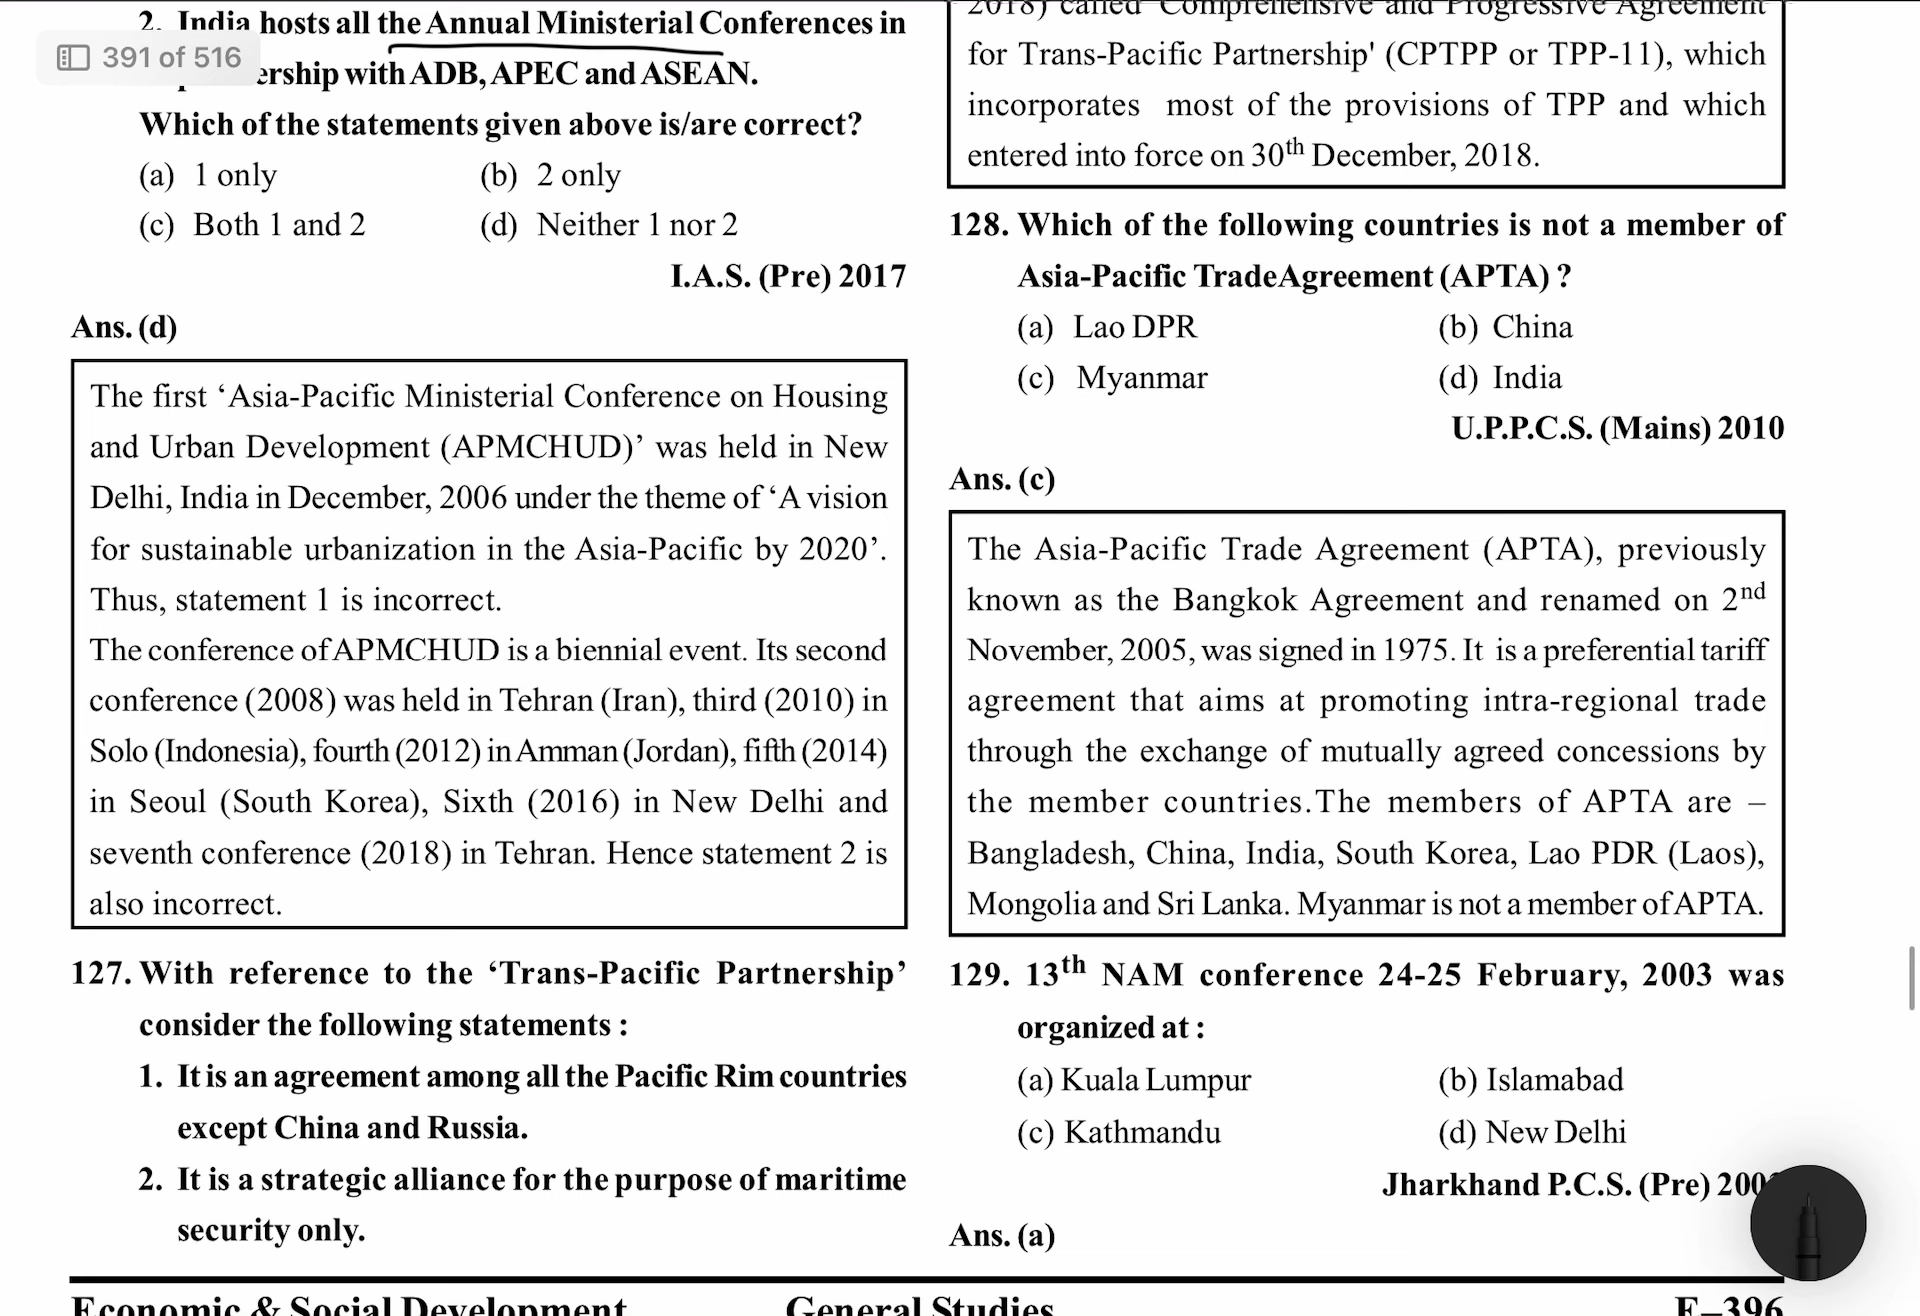 2. India hosts all the Annual Ministerial Conferences in
391 of 516
ership with ADB, APEC and ASEAN.
Which of the statements given above is/are correct?
(a) 1 only (b) 2 only
(c) Both 1 and 2 (d) Neither 1 nor 2
I.A.S. (Pre) 2017
Ans. (d)
The first ‘Asia-Pacific Ministerial Conference on Housing
and Urban Development (APMCHUD)’ was held in New
Delhi, India in December, 2006 under the theme of ‘A vision
for sustainable urbanization in the Asia-Pacific by 2020’.
Thus, statement 1 is incorrect.
The conference of APMCHUD is a biennial event. Its second
conference (2008) was held in Tehran (Iran), third (2010) in
Solo (Indonesia), fourth (2012) in Amman (Jordan), fifth (2014)
in Seoul (South Korea), Sixth (2016) in New Delhi and
seventh conference (2018) in Tehran. Hence statement 2 is
also incorrect.
127. With reference to the ‘Trans-Pacific Partnership’
consider the following statements :
1. It is an agreement among all the Pacific Rim countries
except China and Russia.
2. It is a strategic alliance for the purpose of maritime
security only.
2018) called 'Comprehensive and Progressive Agreement
for Trans-Pacific Partnership' (CPTPP or TPP-11), which
incorporates most of the provisions of TPP and which
entered into force on 30th December, 2018.
128. Which of the following countries is not a member of
Asia-Pacific TradeAgreement (APTA) ?
(a) Lao DPR (b) China
(c) Myanmar (d) India
U.P.P.C.S. (Mains) 2010
Ans. (c)
The Asia-Pacific Trade Agreement (APTA), previously
known as the Bangkok Agreement and renamed on 2nd
November, 2005, was signed in 1975. It is a preferential tariff
agreement that aims at promoting intra-regional trade
through the exchange of mutually agreed concessions by
the member countries.The members of APTA are –
Bangladesh, China, India, South Korea, Lao PDR (Laos),
Mongolia and Sri Lanka. Myanmar is not a member of APTA.
129. 13th NAM conference 24-25 February, 2003 was
organized at :
(a) Kuala Lumpur (b) Islamabad
(c) Kathmandu (d) New Delhi
Jharkhand P.C.S. (Pre)
Ans. (a)
Economic & Social Development General Studies E–396